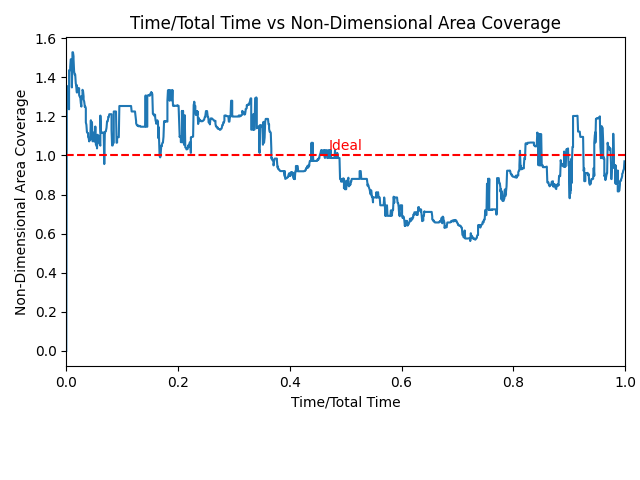 Time/Total Time vs Non-Dimensional Area Coverage
Non-Dimensional Area Coverage
1.6
1.4
1.2
1.0
0.8
0.6
0.4
0.2
0.0
Ideal
0.0 0.2 0.4 0.6 0.8 1.0
Time/Total Time